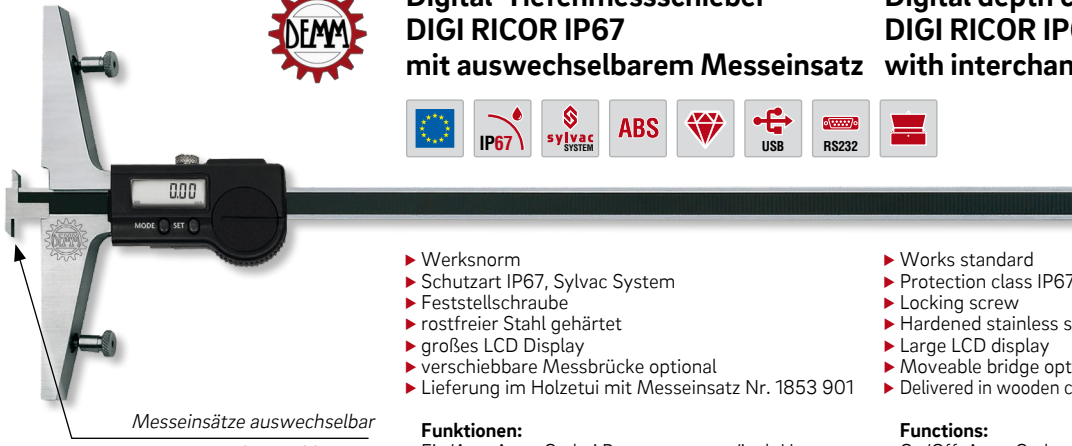 DEMM
DIGI RICOR IP67
mit auswechselbarem Messeinsatz
DIGI RICOR
with
IP67
sylvac
SYSTEM
ABS
USB
RS232
0.00
MODE SET
DEMM
Messeinsätze auswechselbar
Werksnorm
Schutzart IP67, Sylvac System
Feststellschraube
rostfreier Stahl gehärtet
großes LCD Display
verschiebbare Messbrücke optional
Lieferung im Holzetui mit Messeinsatz Nr. 1853 901
Funktionen:
Works standard
Protection class IP67
Locking screw
Hardened stainless
Large LCD display
Moveable bridge
Delivered in wooden
Functions: